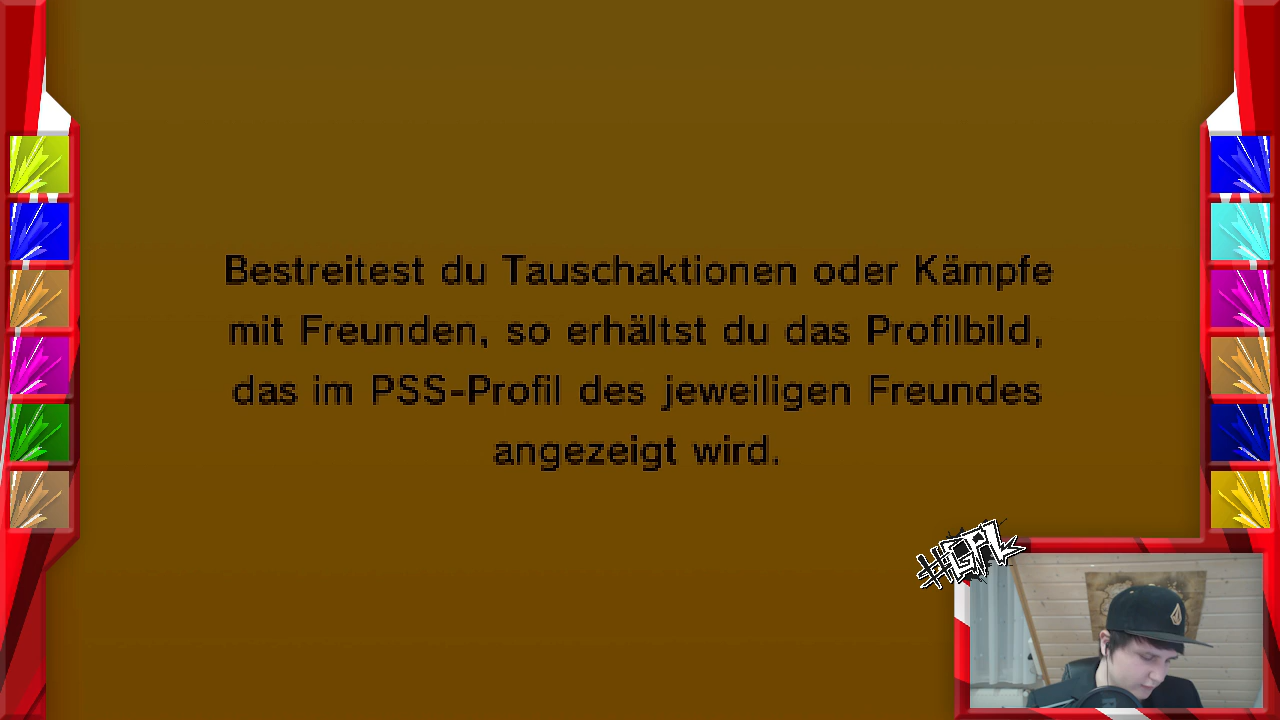 Bestreitest du Tauschaktionen oder Kämpfe
mit Freunden, so erhältst du das Profilbild,
das im PSS-Profil des jeweiligen Freundes
angezeigt wird.
#GPL